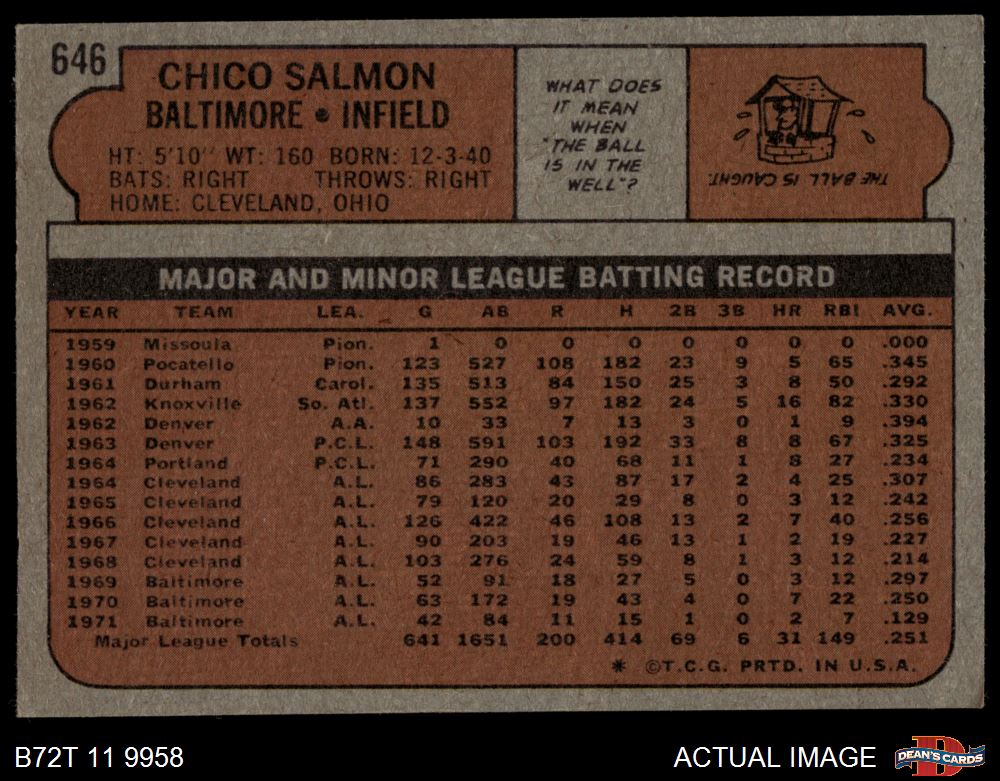 646
CHICO SALMON
BALTIMORE • INFIELD
HT: 5'10" WT: 160 BORN: 12-3-40
BATS: RIGHT THROWS: RIGHT
HOME: CLEVELAND, OHIO
WHAT DOES
IT MEAN
WHEN
"THE BALL
IS IN THE
WELL"?
THE BALL IS CAUGHT.
MAJOR AND MINOR LEAGUE BATTING RECORD
YEAR TEAM LEA. G AB R H 2B 3B HR RBI AVG.
1959 Missoula Pion. 1 0 0 0 0 0 0 0 .000
1960 Pocatello Pion. 123 527 108 182 23 9 5 65 .345
1961 Durham Carol. 135 513 84 150 25 3 8 50 .292
1962 Knoxville So. Atl. 137 552 97 182 24 5 16 82 .330
1962 Denver A.A. 10 33 7 13 3 0 1 9 .394
1963 Denver P.C.L. 148 591 103 192 33 8 8 67 .325
1964 Portland P.C.L. 71 290 40 68 11 1 8 27 .234
1964 Cleveland A.L. 86 283 43 87 17 2 4 25 .307
1965 Cleveland A.L. 79 120 20 29 8 0 3 12 .242
1966 Cleveland A.L. 126 422 46 108 13 2 7 40 .256
1967 Cleveland A.L. 90 203 19 46 13 1 2 19 .227
1968 Cleveland A.L. 103 276 24 59 8 1 3 12 .214
1969 Baltimore A.L. 52 91 18 27 5 0 3 12 .297
1970 Baltimore A.L. 63 172 19 43 4 0 7 22 .250
1971 Baltimore A.L. 42 84 11 15 1 0 2 7 .129
Major League Totals 641 1651 200 414 69 6 31 149 .251
* ©T.C.G. PRTD. IN U.S.A.
B72T 11 9958
ACTUAL IMAGE
D
DEAN'S CARDS